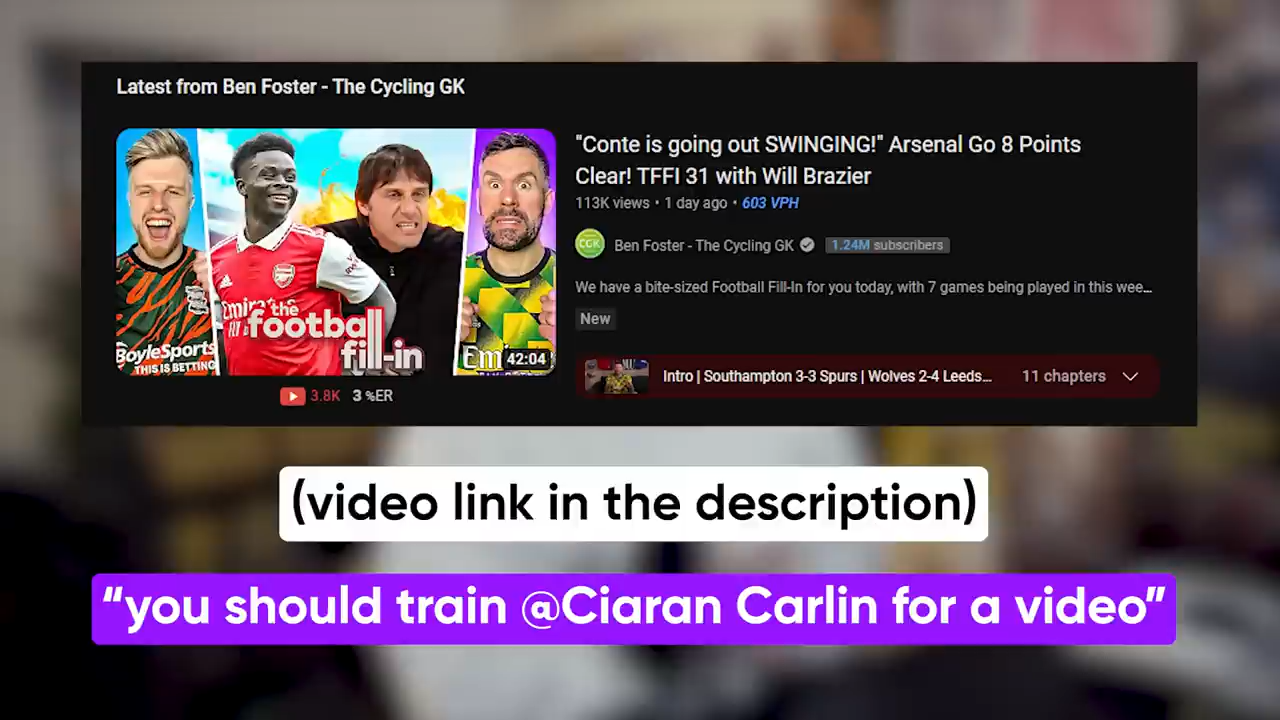 Latest from Ben Foster - The Cycling GK
"Conte is going out SWINGING!" Arsenal Go 8 Points
Clear! TFFI 31 with Will Brazier
113K views • 1 day ago • 603 VPH
CGK Ben Foster - The Cycling GK 1.24M subscribers
We have a bite-sized Football Fill-In for you today, with 7 games being played in this wee...
New
Intro | Southampton 3-3 Spurs | Wolves 2-4 Leeds... 11 chapters
BoyleSports
THIS IS BETTING
Emirates
the
football
fill-in
Em
42:04
3.8K 3 %ER
(video link in the description)
“you should train @Ciaran Carlin for a video”